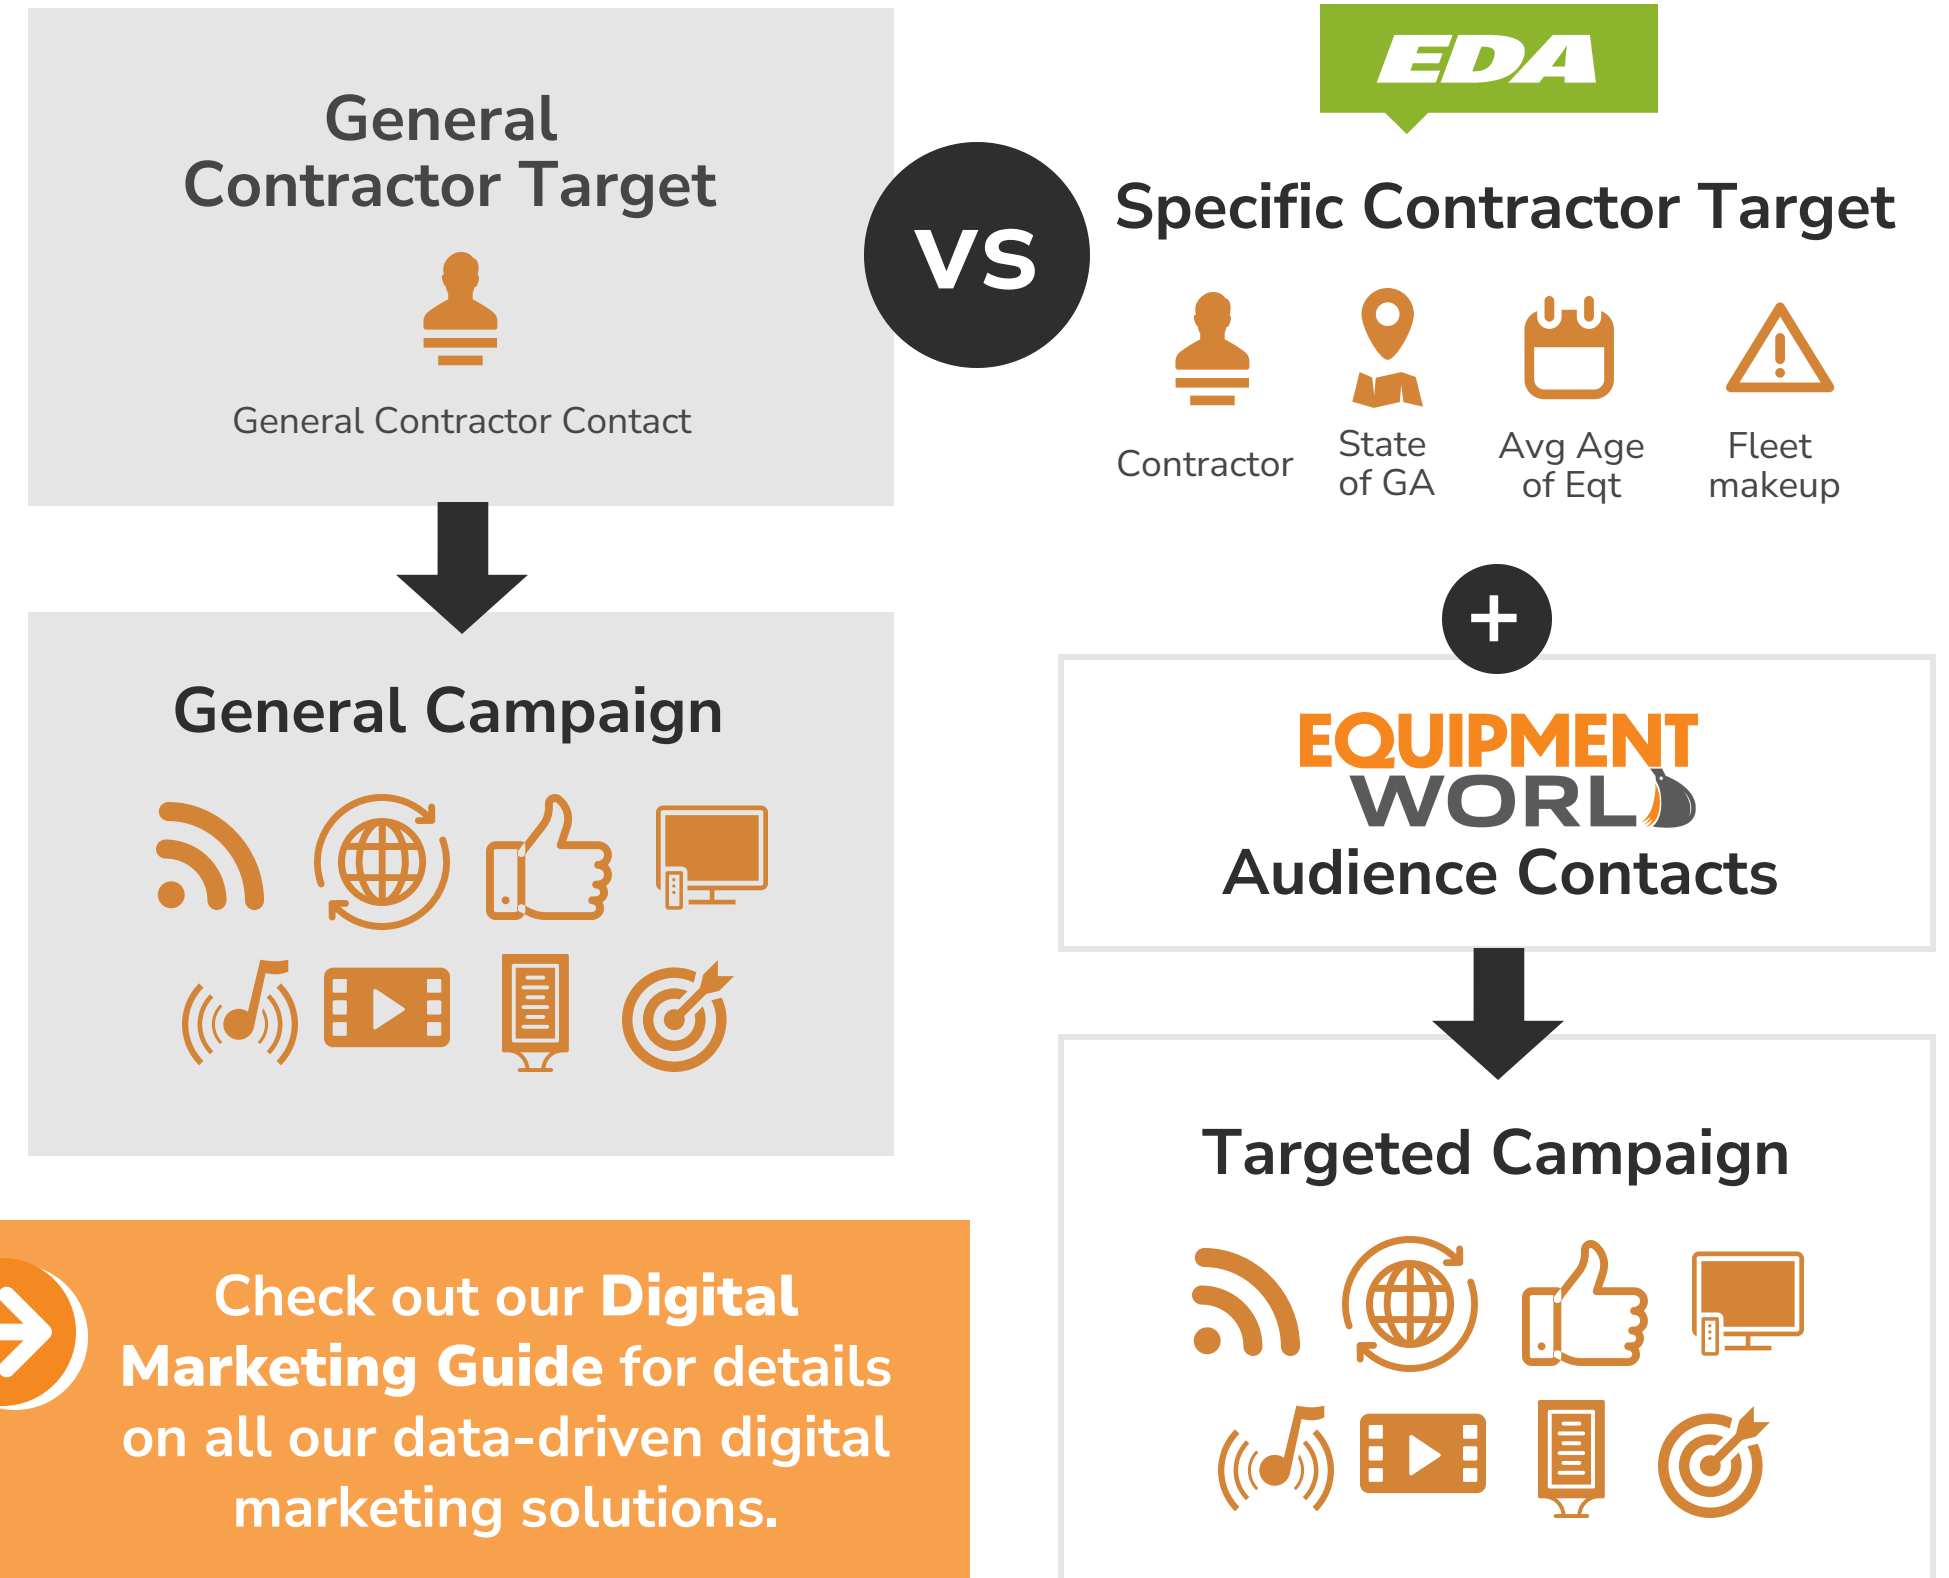 General
Contractor Target
General Contractor Contact
VS
EDA
Specific Contractor Target
Contractor
State
of GA
Avg Age
of Eqt
Fleet
makeup
General Campaign
+
EQUIPMENT
WORLD
Audience Contacts
Targeted Campaign
Check out our Digital
Marketing Guide for details
on all our data-driven digital
marketing solutions.